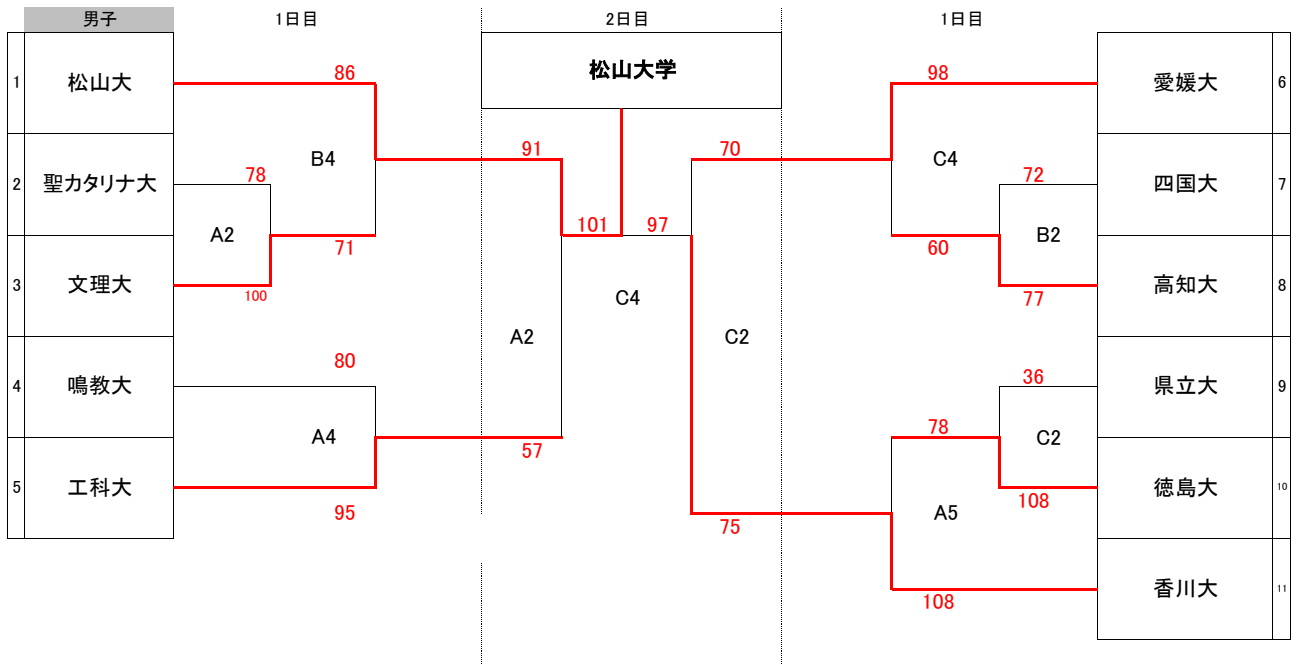 男子 1日目 2日目 1日目
松山大学
1 松山大 86 98 愛媛大 6
91 70
B4 C4
2 聖カタリナ大 78 72 四国大 7
101 97
A2 B2
71 60
3 文理大 100 77 高知大 8
C4
A2 C2
80
4 鳴教大 36 県立大 9
78
A4 C2
57
5 工科大 108 徳島大 10
95 75 A5
108 香川大 11